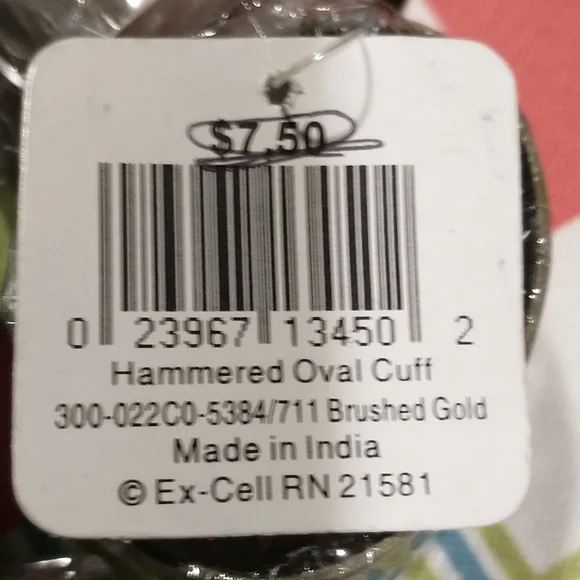 $7.50
0 23967 13450 2
Hammered Oval Cuff
300-022C0-5384/711 Brushed Gold
Made in India
© Ex-Cell RN 21581